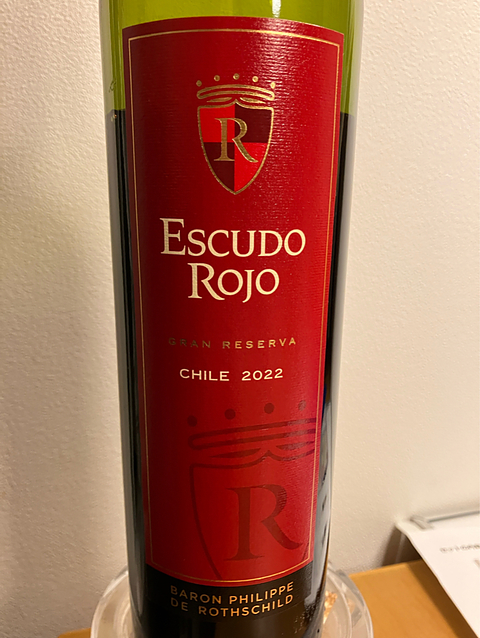 R
ESCUDO
ROJO
GRAN RESERVA
CHILE 2022
R
BARON PHILIPPE
DE ROTHSCHILD